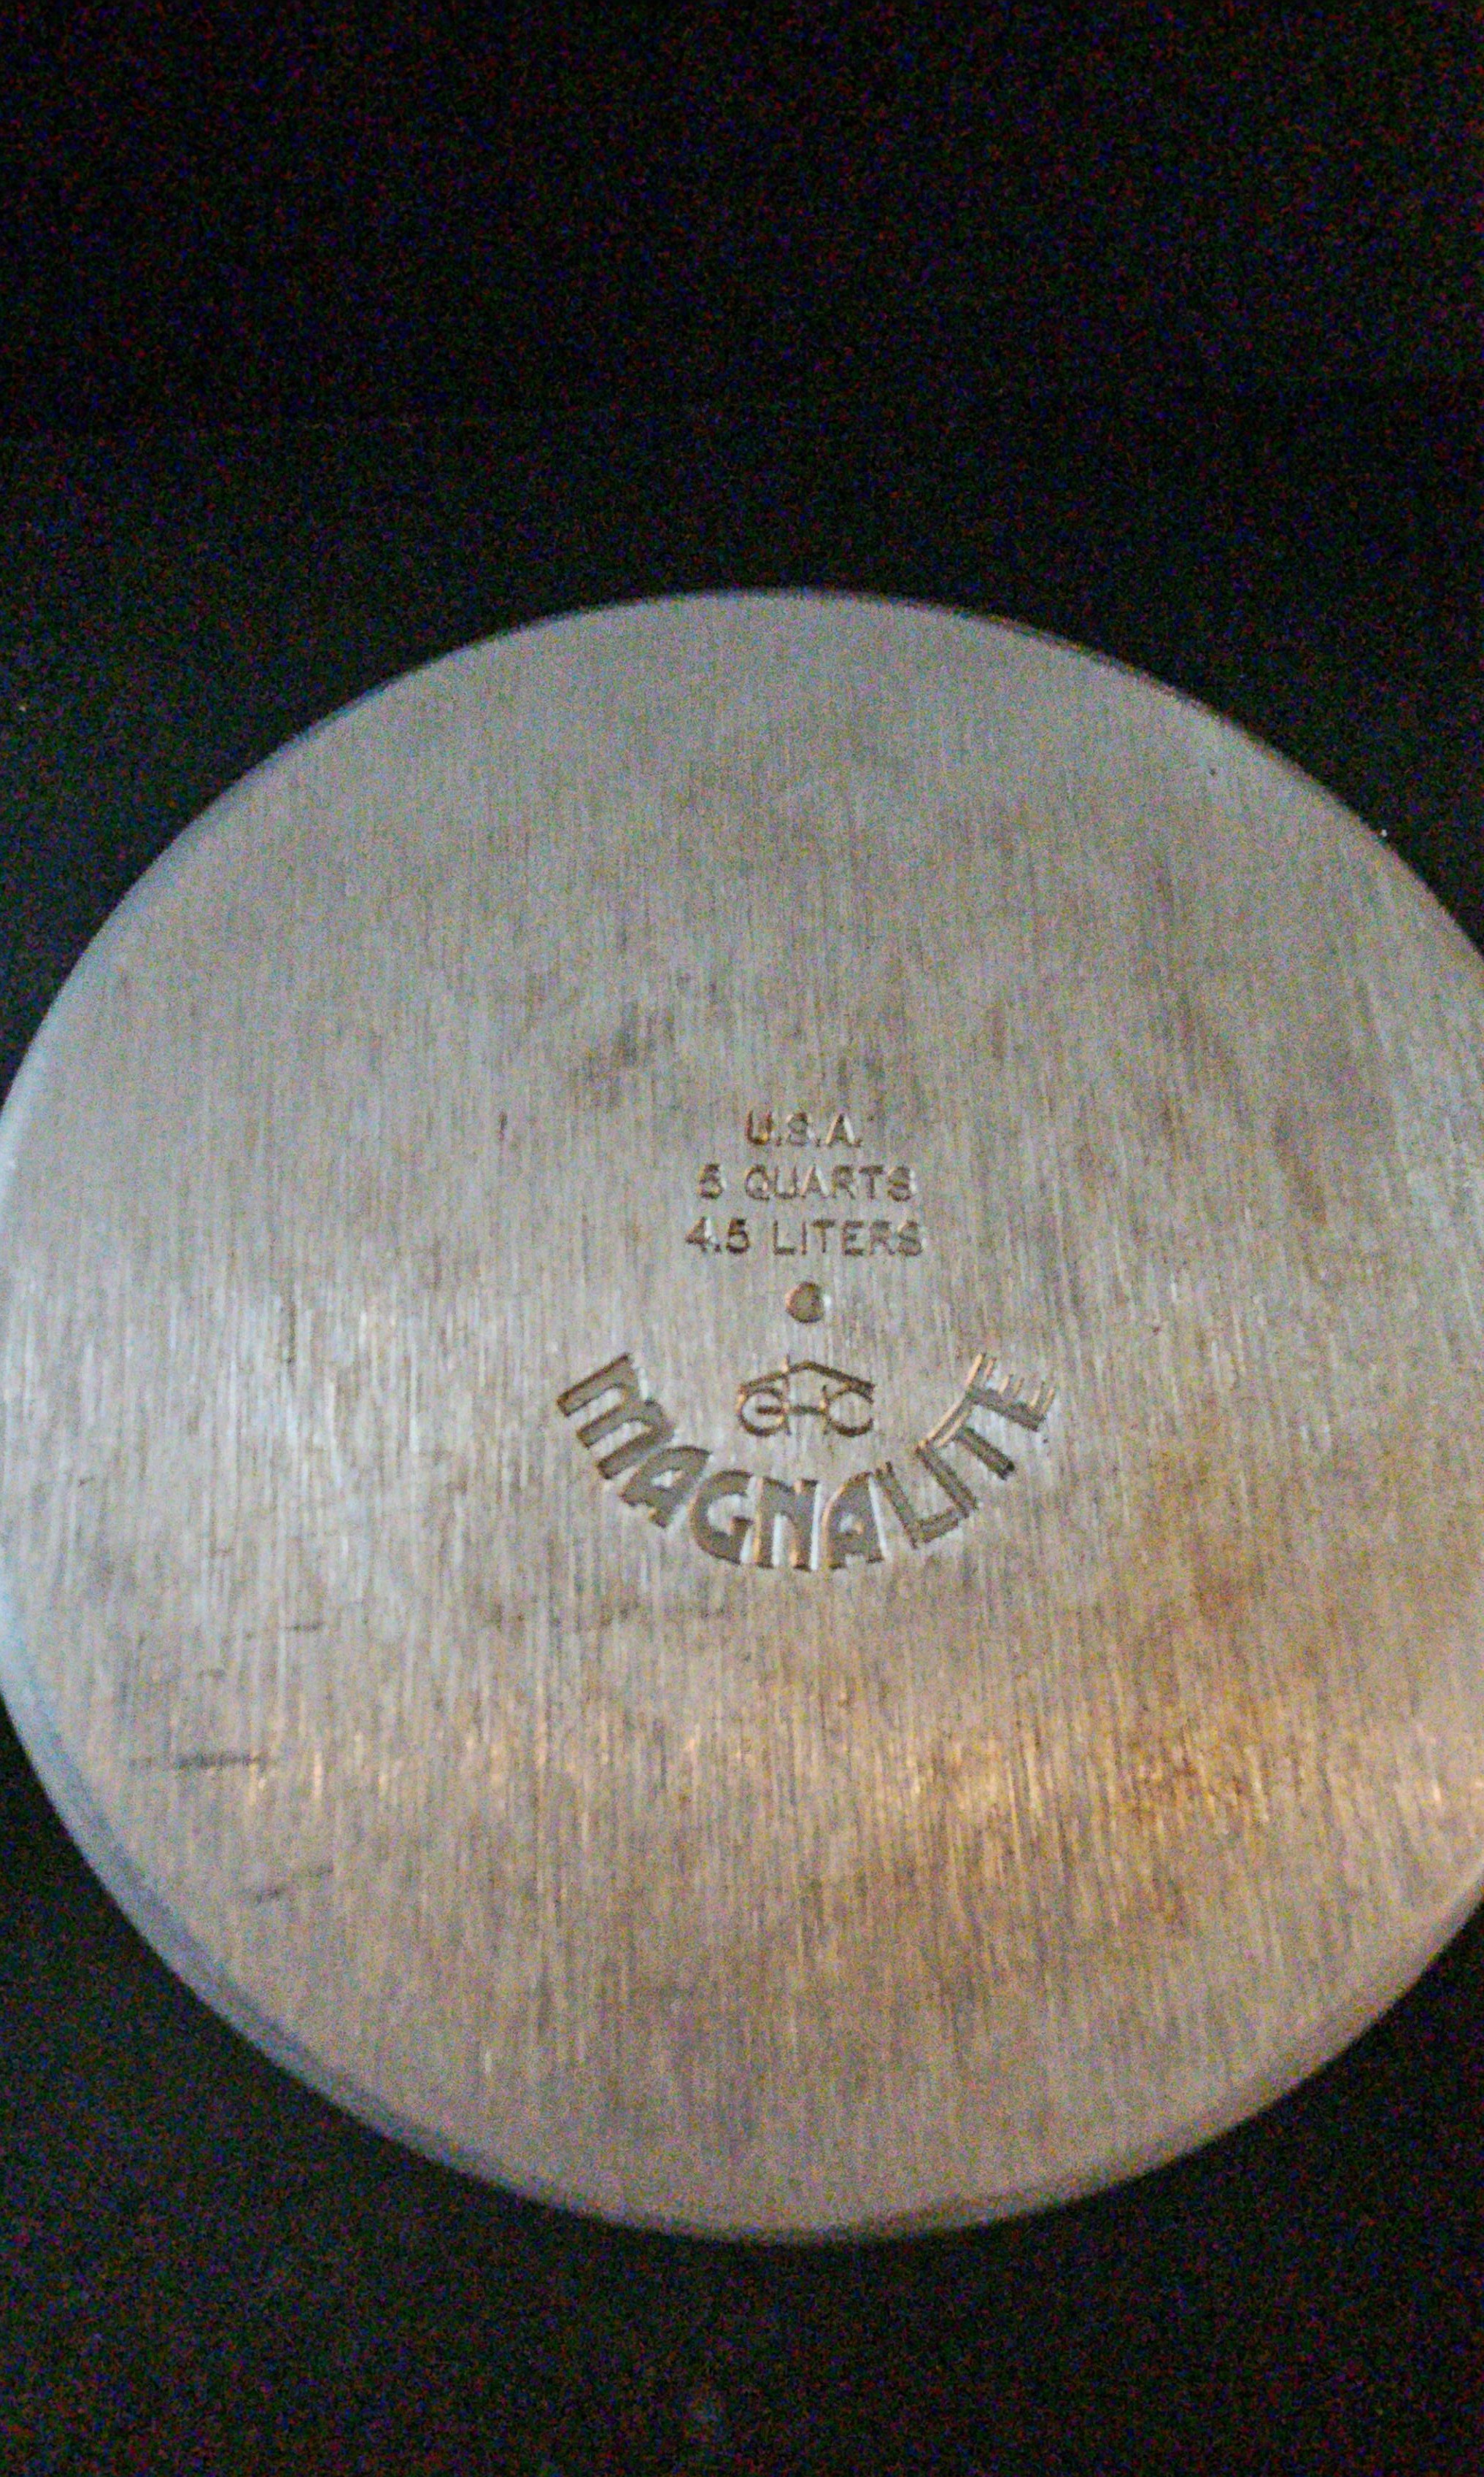 U.S.A.
5 QUARTS
4.5 LITERS
GHC
MAGNALITE